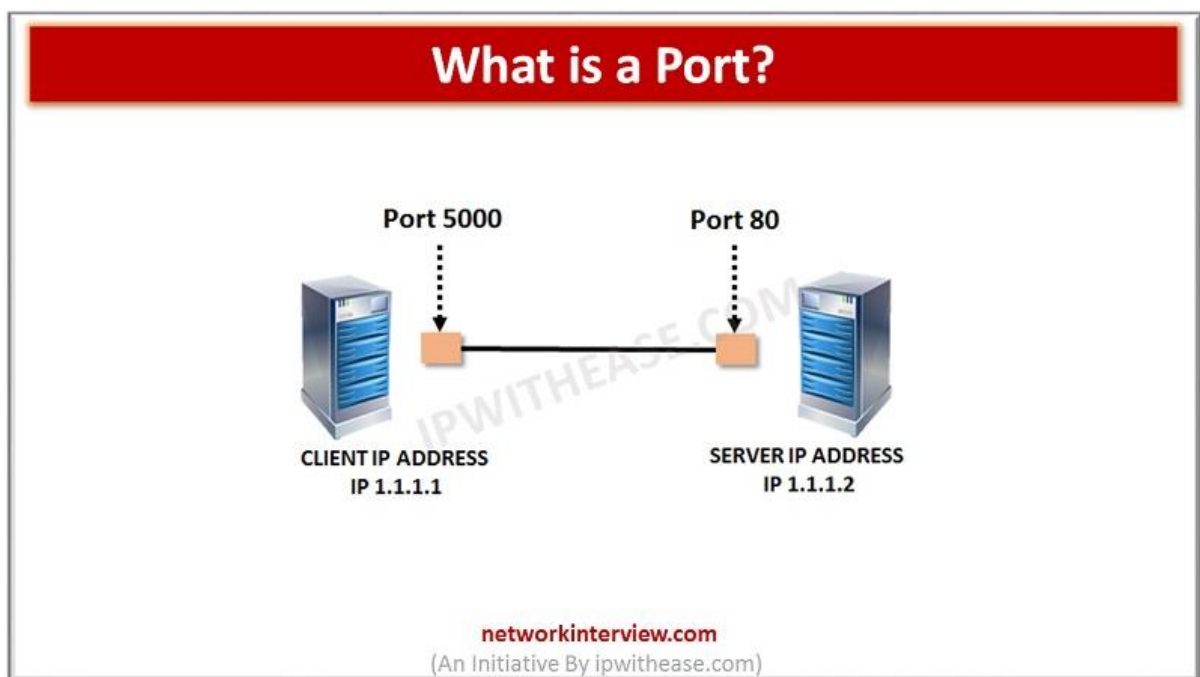 What is a Port?
Port 5000
Port 80
IPWITHEASE.COM
CLIENT IP ADDRESS
IP 1.1.1.1
SERVER IP ADDRESS
IP 1.1.1.2
networkinterview.com
(An Initiative By ipwithease.com)